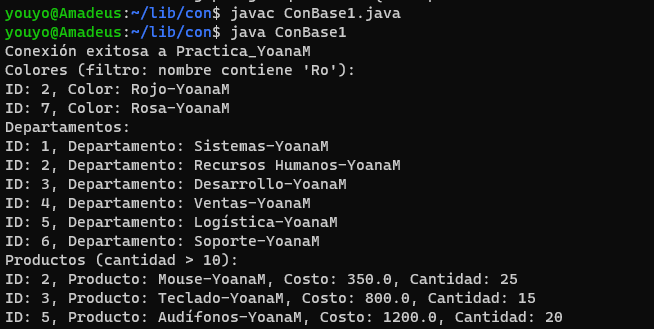 youyo@Amadeus:~/lib/con$ javac ConBase1.java
youyo@Amadeus:~/lib/con$ java ConBase1
Conexión exitosa a Practica_YoanaM
Colores (filtro: nombre contiene 'Ro'):
ID: 2, Color: Rojo-YoanaM
ID: 7, Color: Rosa-YoanaM
Departamentos:
ID: 1, Departamento: Sistemas-YoanaM
ID: 2, Departamento: Recursos Humanos-YoanaM
ID: 3, Departamento: Desarrollo-YoanaM
ID: 4, Departamento: Ventas-YoanaM
ID: 5, Departamento: Logística-YoanaM
ID: 6, Departamento: Soporte-YoanaM
Productos (cantidad > 10):
ID: 2, Producto: Mouse-YoanaM, Costo: 350.0, Cantidad: 25
ID: 3, Producto: Teclado-YoanaM, Costo: 800.0, Cantidad: 15
ID: 5, Producto: Audífonos-YoanaM, Costo: 1200.0, Cantidad: 20